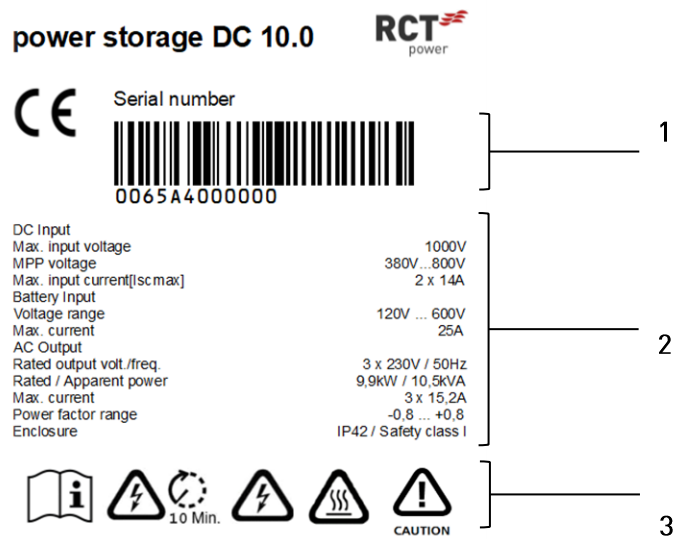 power storage DC 10.0
RCT
power
CE
Serial number
1
0065A4000000
DC Input
Max. input voltage 1000V
MPP voltage 380V...800V
Max. input current[Iscmax] 2 x 14A
Battery Input
Voltage range 120V ... 600V
Max. current 25A
AC Output
2
Rated output volt./freq. 3 x 230V / 50Hz
Rated / Apparent power 9,9kW / 10,5kVA
Max. current 3 x 15,2A
Power factor range -0,8 ... +0,8
Enclosure IP42 / Safety class I
i
10 Min.
!
CAUTION
3